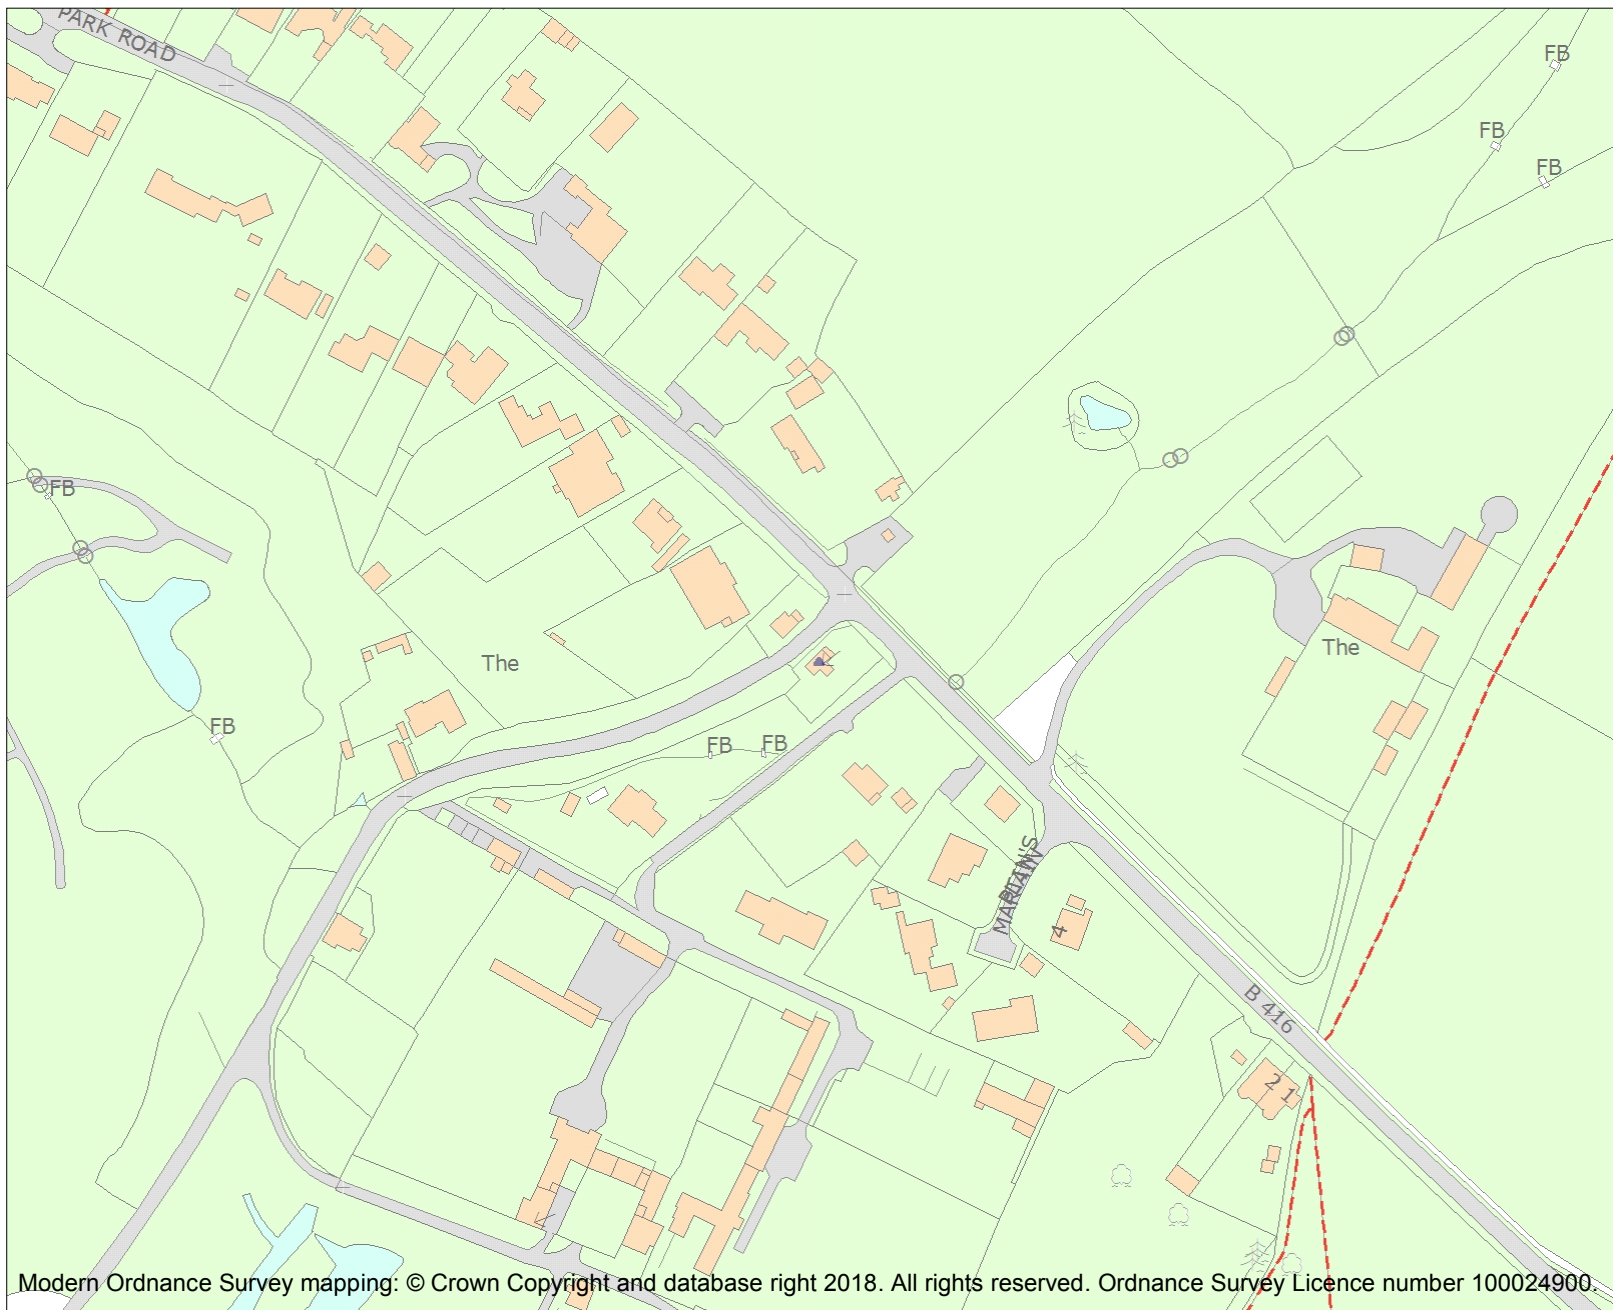 PARK ROAD
FB
FB
FB
FB
The
The
FB
FB
FB
MARTIN'S
4
B 416
2 1
Modern Ordnance Survey mapping: © Crown Copyright and database right 2018. All rights reserved. Ordnance Survey Licence number 100024900.